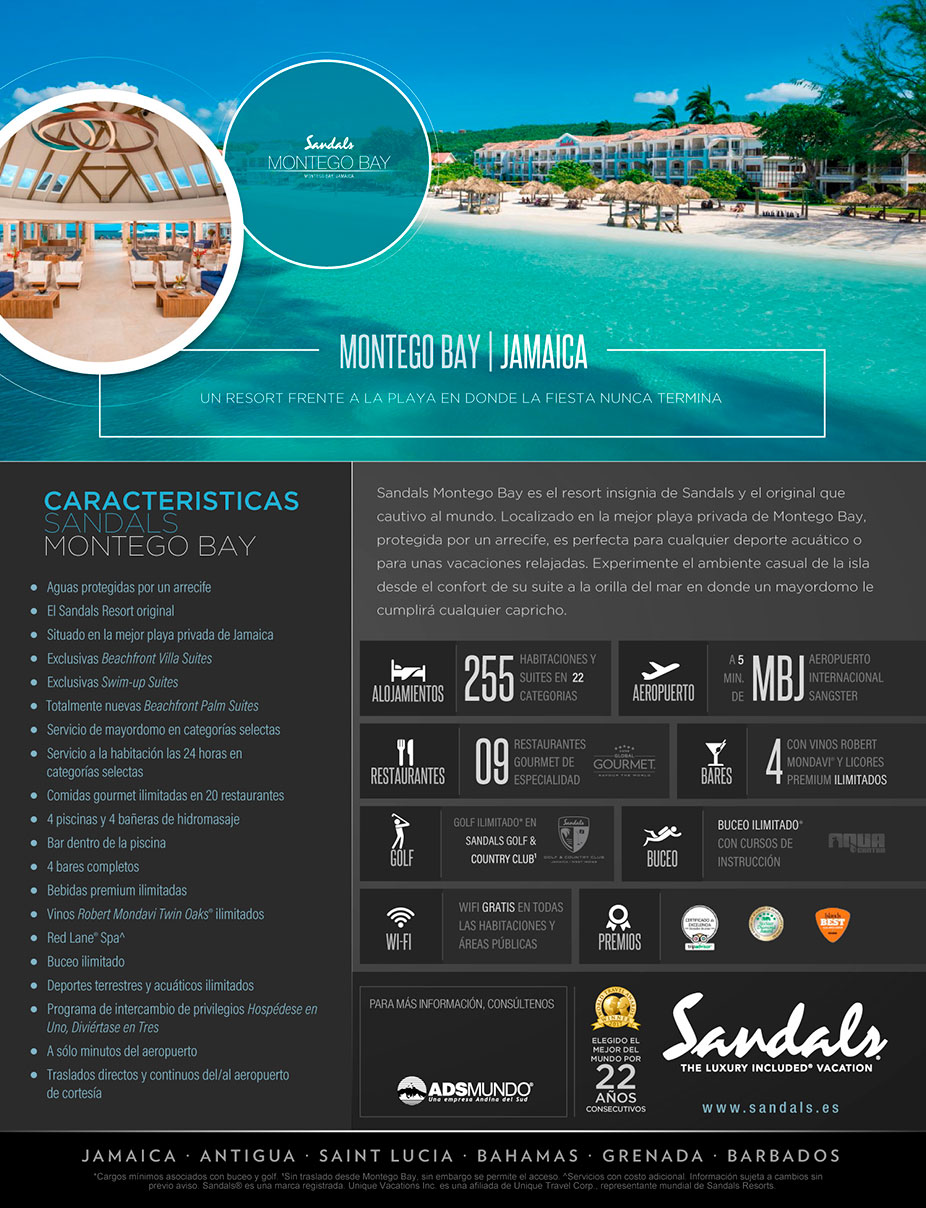 Sandals
MONTEGO BAY
MONTEGO BAY, JAMAICA
MONTEGO BAY | JAMAICA
UN RESORT FRENTE A LA PLAYA EN DONDE LA FIESTA NUNCA TERMINA
CARACTERISTICAS
SANDALS
MONTEGO BAY
• Aguas protegidas por un arrecife
• El Sandals Resort original
• Situado en la mejor playa privada de Jamaica
• Exclusivas Beachfront Villa Suites
• Exclusivas Swim-up Suites
• Totalmente nuevas Beachfront Palm Suites
• Servicio de mayordomo en categorías selectas
• Servicio a la habitación las 24 horas en
categorías selectas
• Comidas gourmet ilimitadas en 20 restaurantes
• 4 piscinas y 4 bañeras de hidromasaje
• Bar dentro de la piscina
• 4 bares completos
• Bebidas premium ilimitadas
• Vinos Robert Mondavi Twin Oaks® ilimitados
• Red Lane® Spa^
• Buceo ilimitado
• Deportes terrestres y acuáticos ilimitados
• Programa de intercambio de privilegios Hospédese en
Uno, Diviértase en Tres
• A sólo minutos del aeropuerto
• Traslados directos y continuos del/al aeropuerto
de cortesía
Sandals Montego Bay es el resort insignia de Sandals y el original que
cautivo al mundo. Localizado en la mejor playa privada de Montego Bay,
protegida por un arrecife, es perfecta para cualquier deporte acuático o
para unas vacaciones relajadas. Experimente el ambiente casual de la isla
desde el confort de su suite a la orilla del mar en donde un mayordomo le
cumplirá cualquier capricho.
ALOJAMIENTOS
255
HABITACIONES Y
SUITES EN 22
CATEGORIAS
AEROPUERTO
A 5
MIN.
DE
MBJ
AEROPUERTO
INTERNACIONAL
SANGSTER
RESTAURANTES
09
RESTAURANTES
GOURMET DE
ESPECIALIDAD
GLOBAL
GOURMET
BARES
4
CON VINOS ROBERT
MONDAVI® Y LICORES
PREMIUM ILIMITADOS
GOLF
GOLF ILIMITADO* EN
SANDALS GOLF &
COUNTRY CLUB¹
Sandals
GOLF & COUNTRY CLUB
BUCEO
BUCEO ILIMITADO*
CON CURSOS DE
INSTRUCCIÓN
AQUA
CENTER
WI-FI
WIFI GRATIS EN TODAS
LAS HABITACIONES Y
ÁREAS PÚBLICAS
PREMIOS
CERTIFICADO de
EXCELENCIA
tripadvisor
BEST
PARA MÁS INFORMACIÓN, CONSÚLTENOS
ADSMUNDO®
Una empresa Andina del Sud
WINNER
2017
ELEGIDO EL
MEJOR DEL
MUNDO POR
22
AÑOS
CONSECUTIVOS
Sandals®
THE LUXURY INCLUDED® VACATION
www.sandals.es
JAMAICA · ANTIGUA · SAINT LUCIA · BAHAMAS · GRENADA · BARBADOS
*Cargos mínimos asociados con buceo y golf. ¹Sin traslado desde Montego Bay, sin embargo se permite el acceso. ^Servicios con costo adicional. Información sujeta a cambios sin
previo aviso. Sandals® es una marca registrada. Unique Vacations Inc. es una afiliada de Unique Travel Corp., representante mundial de Sandals Resorts.